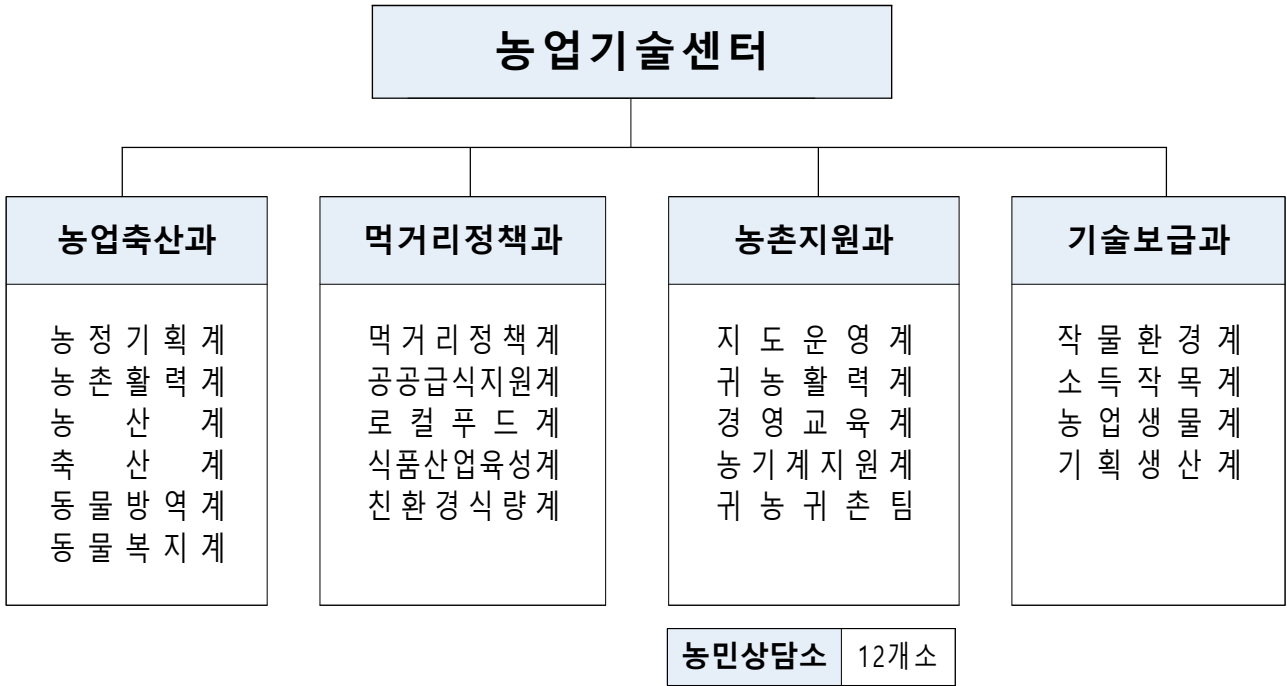 농업기술센터
농업축산과
농정기획계
농촌활력계
농산계
축산계
동물방역계
동물복지계
먹거리정책과
먹거리정책계
공공급식지원계
로컬푸드계
식품산업육성계
친환경식량계
농촌지원과
지도운영계
귀농활력계
경영교육계
농기계지원계
귀농귀촌팀
기술보급과
작물환경계
소득작목계
농업생물계
기획생산계
농민상담소 12개소